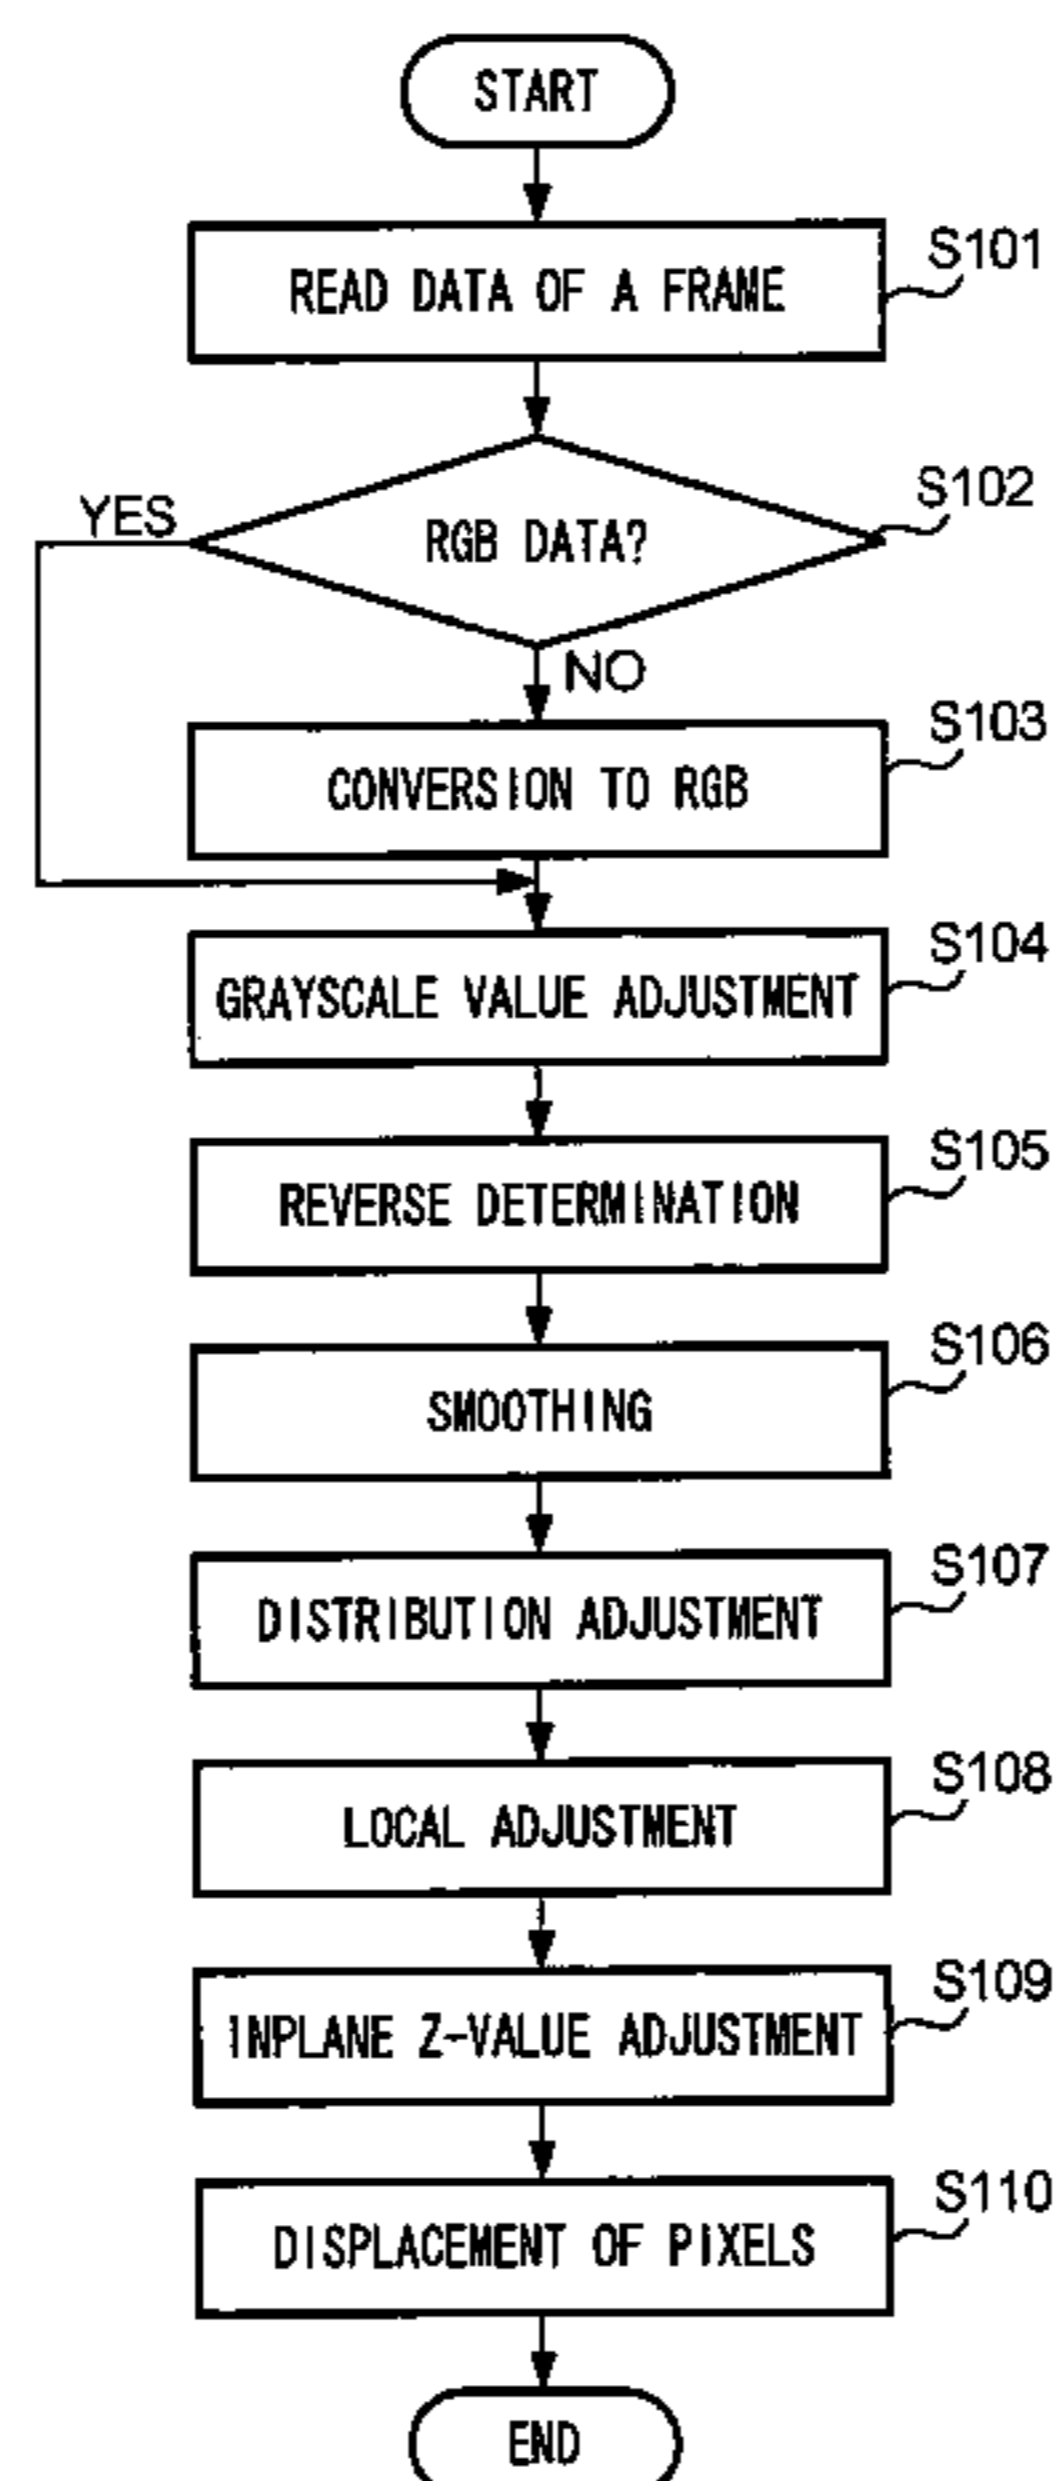 START
READ DATA OF A FRAME
S101
RGB DATA?
S102
YES
NO
CONVERSION TO RGB
S103
GRAYSCALE VALUE ADJUSTMENT
S104
REVERSE DETERMINATION
S105
SMOOTHING
S106
DISTRIBUTION ADJUSTMENT
S107
LOCAL ADJUSTMENT
S108
INPLANE Z-VALUE ADJUSTMENT
S109
DISPLACEMENT OF PIXELS
S110
END